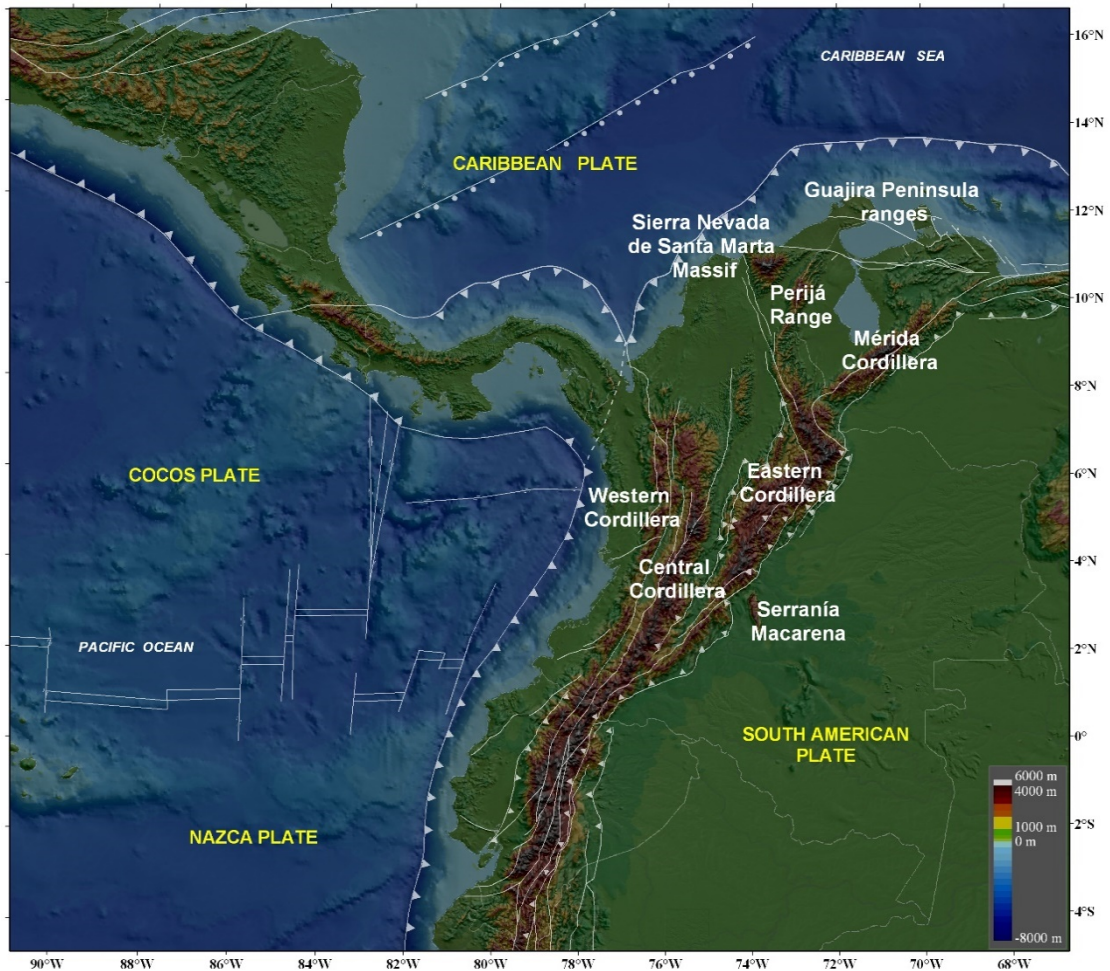 16°N
CARIBBEAN SEA
14°N
CARIBBEAN PLATE
Guajira Peninsula
ranges
12°N
Sierra Nevada
de Santa Marta
Massif
10°N
Perijá
Range
Mérida
Cordillera
8°N
COCOS PLATE
6°N
Eastern
Cordillera
Western
Cordillera
4°N
Central
Cordillera
Serranía
Macarena
PACIFIC OCEAN
2°N
0°
SOUTH AMERICAN
PLATE
6000 m
4000 m
1000 m
0 m
-8000 m
NAZCA PLATE
2°S
4°S
90°W 88°W 86°W 84°W 82°W 80°W 78°W 76°W 74°W 72°W 70°W 68°W